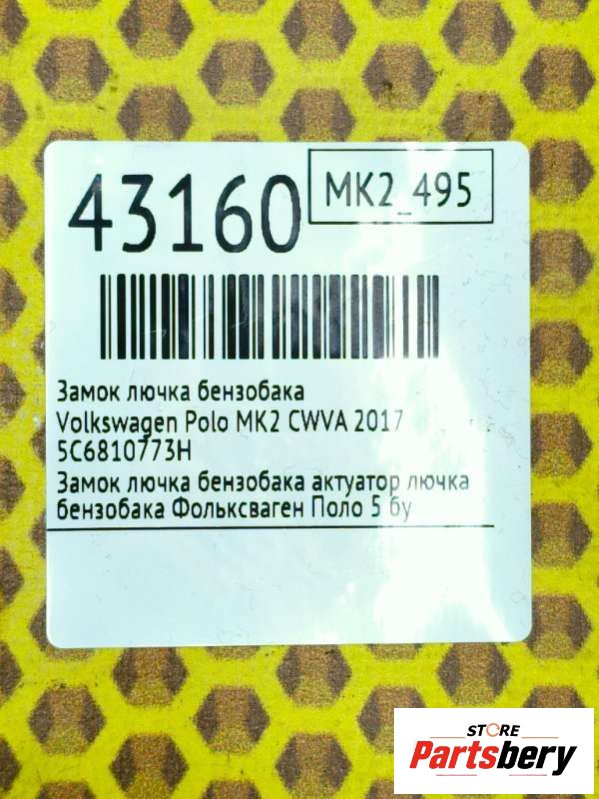 43160
MK2_495
Замок лючка бензобака
Volkswagen Polo MK2 CWVA 2017
5C6810773H
Замок лючка бензобака актуатор лючка
бензобака Фольксваген Поло 5 бу
STORE
Partsbery